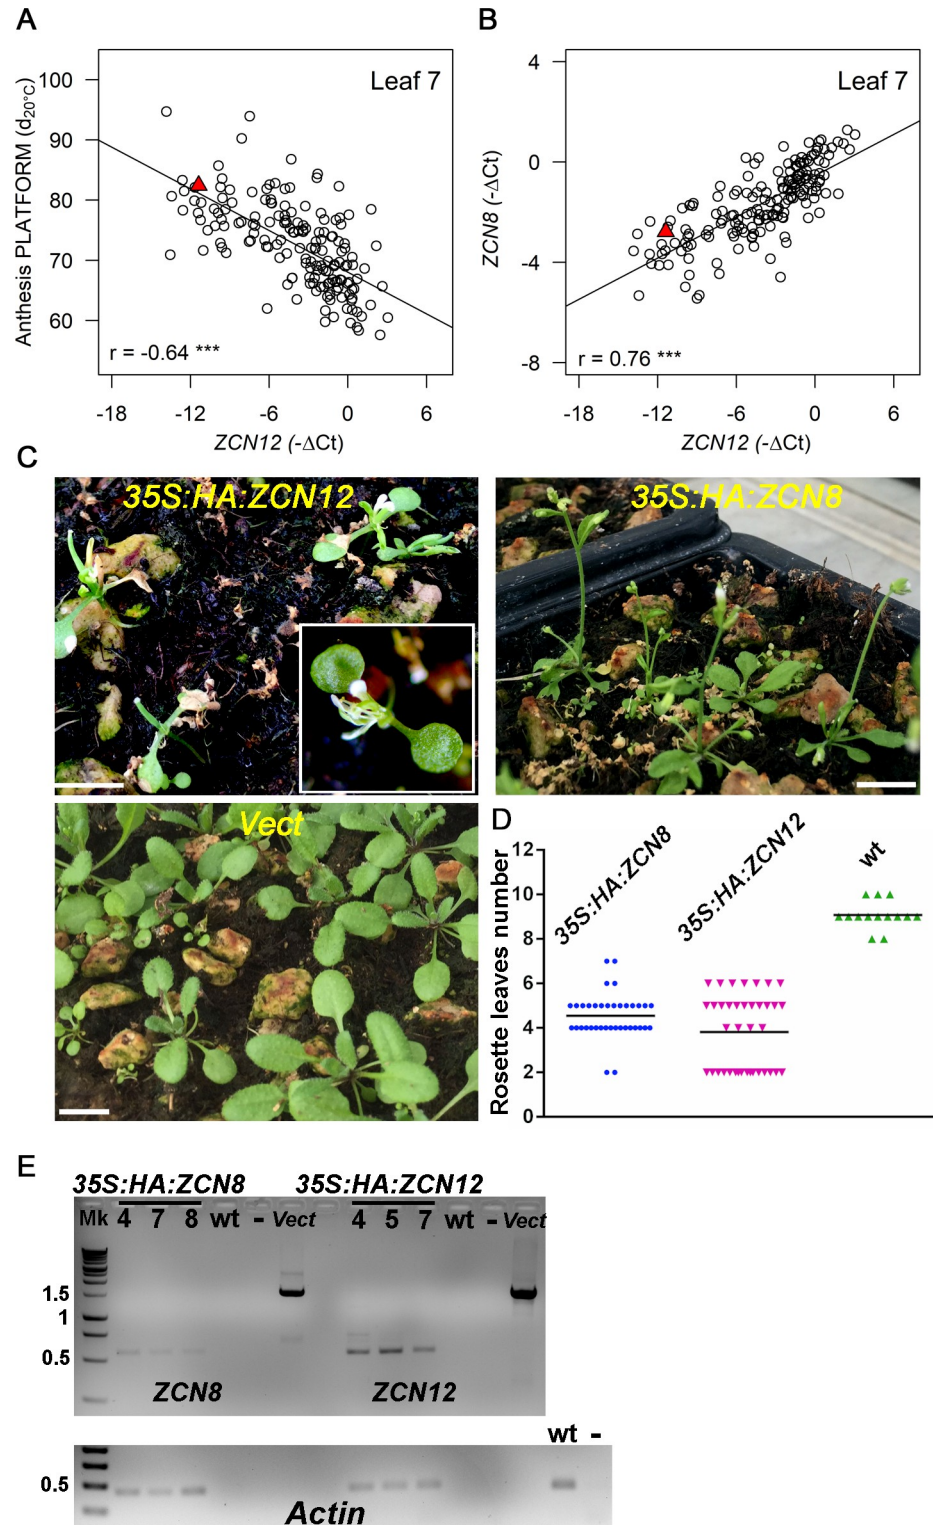 A
Anthesis PLATFORM (d20°C)
100
90
80
70
60
Leaf 7
r = -0.64 ***
-18 -12 -6 0 6
ZCN12 (-ΔCt)
B
ZCN8 (-ΔCt)
4
0
-4
-8
Leaf 7
r = 0.76 ***
-18 -12 -6 0 6
ZCN12 (-ΔCt)
C
35S:HA:ZCN12
35S:HA:ZCN8
Vect
D
Rosette leaves number
12
10
8
6
4
2
0
35S:HA:ZCN8
35S:HA:ZCN12
wt
E
35S:HA:ZCN8 35S:HA:ZCN12
Mk 4 7 8 wt - Vect 4 5 7 wt - Vect
1.5
1
0.5
ZCN8 ZCN12
wt -
0.5
Actin